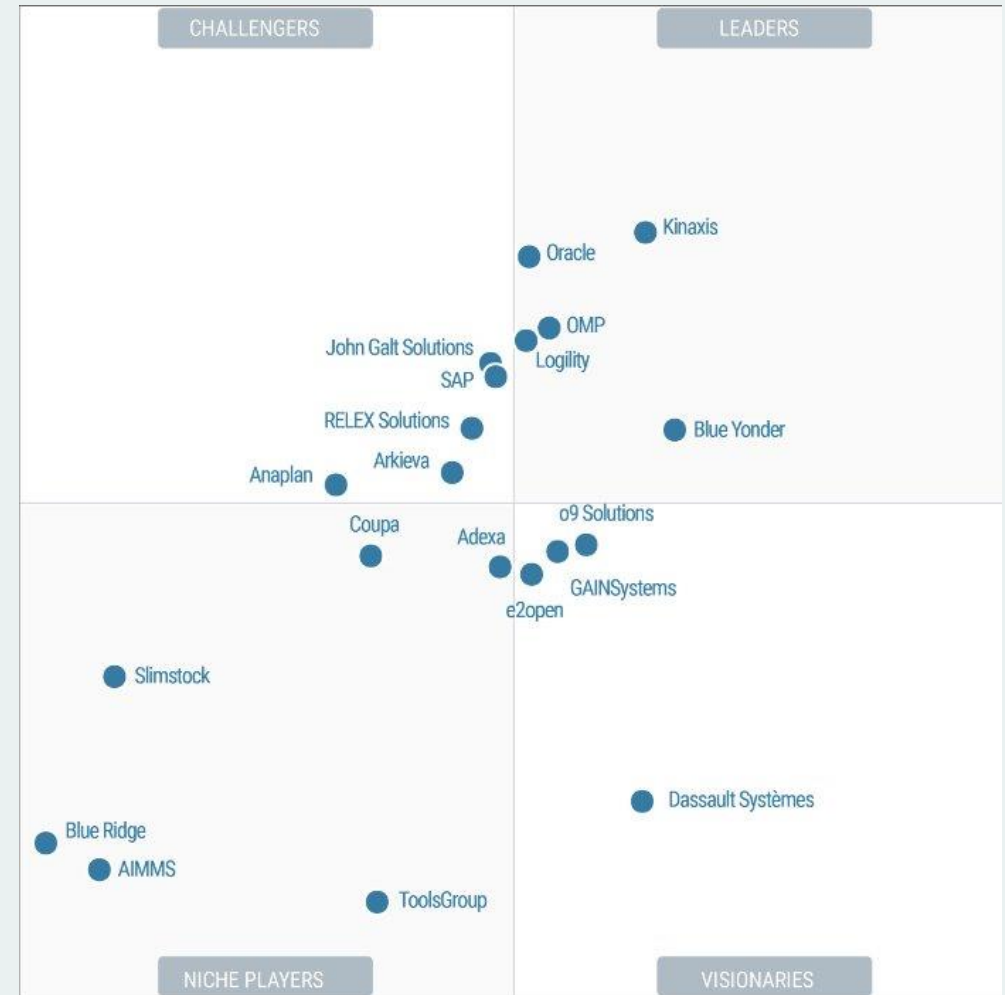 CHALLENGERS
LEADERS
Kinaxis
Oracle
OMP
John Galt Solutions
Logility
SAP
RELEX Solutions
Blue Yonder
Arkieva
Anaplan
o9 Solutions
Coupa
Adexa
GAINSystems
e2open
Slimstock
Dassault Systèmes
Blue Ridge
AIMMS
ToolsGroup
NICHE PLAYERS
VISIONARIES